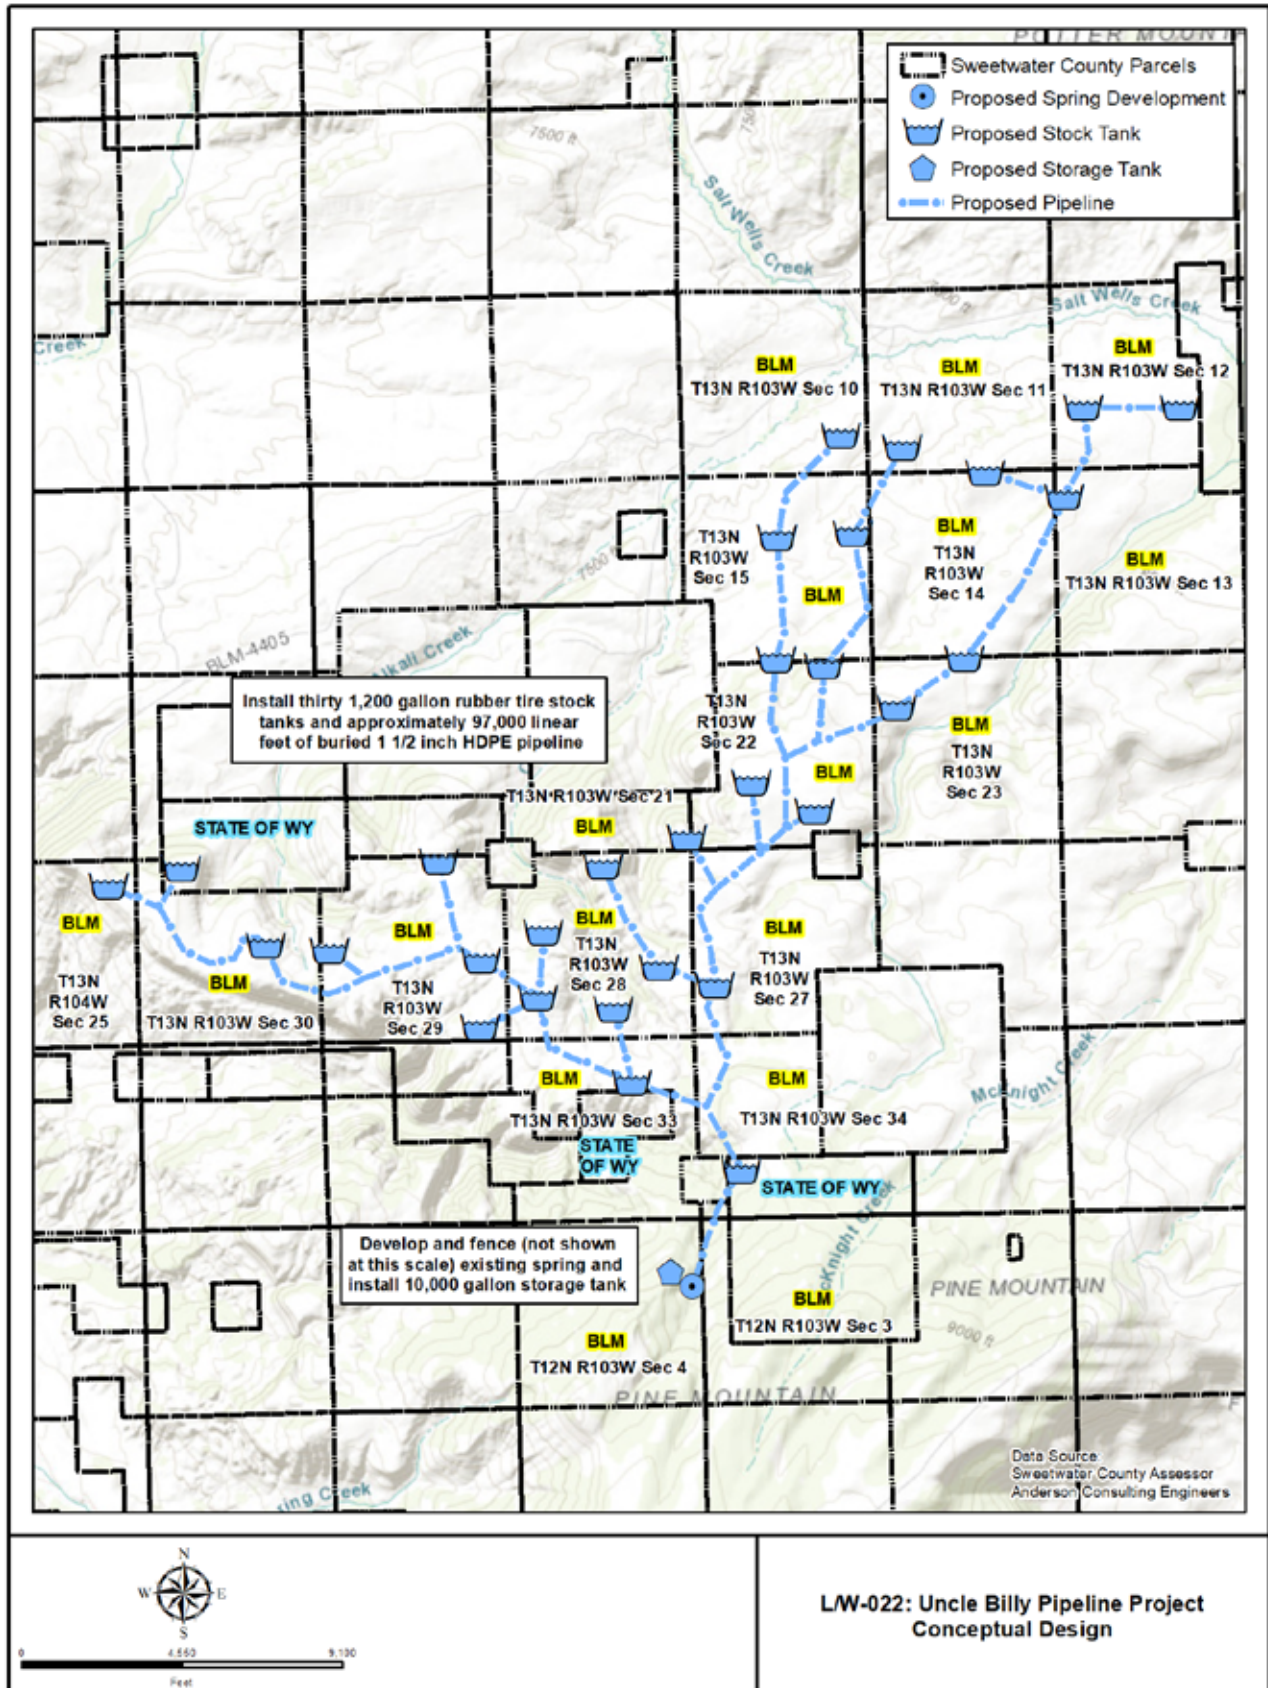 POTTER MOUNT
Sweetwater County Parcels
Proposed Spring Development
Proposed Stock Tank
Proposed Storage Tank
Proposed Pipeline
7500 ft
Salt Wells Creek
Salt Wells Creek
Creek
BLM
T13N R103W Sec 10
BLM
T13N R103W Sec 11
BLM
T13N R103W Sec 12
T13N
R103W
Sec 15
BLM
BLM
T13N
R103W
Sec 14
BLM
T13N R103W Sec 13
7500 ft
BLM-4405
Alkali Creek
Install thirty 1,200 gallon rubber tire stock
tanks and approximately 97,000 linear
feet of buried 1 1/2 inch HDPE pipeline
T13N
R103W
Sec 22
BLM
BLM
T13N
R103W
Sec 23
T13N R103W Sec 21
BLM
STATE OF WY
BLM
T13N
R104W
Sec 25
BLM
T13N R103W Sec 30
BLM
T13N
R103W
Sec 29
BLM
T13N
R103W
Sec 28
BLM
T13N
R103W
Sec 27
BLM
T13N R103W Sec 33
BLM
T13N R103W Sec 34
McKnight Creek
STATE
OF WY
STATE OF WY
McKnight Creek
Develop and fence (not shown
at this scale) existing spring and
install 10,000 gallon storage tank
BLM
T12N R103W Sec 3
PINE MOUNTAIN
9000 ft
BLM
T12N R103W Sec 4
PINE MOUNTAIN
ring Creek
Data Source:
Sweetwater County Assessor
Anderson Consulting Engineers
N
W E
S
0 4,550 9,100
Feet
L/W-022: Uncle Billy Pipeline Project
Conceptual Design